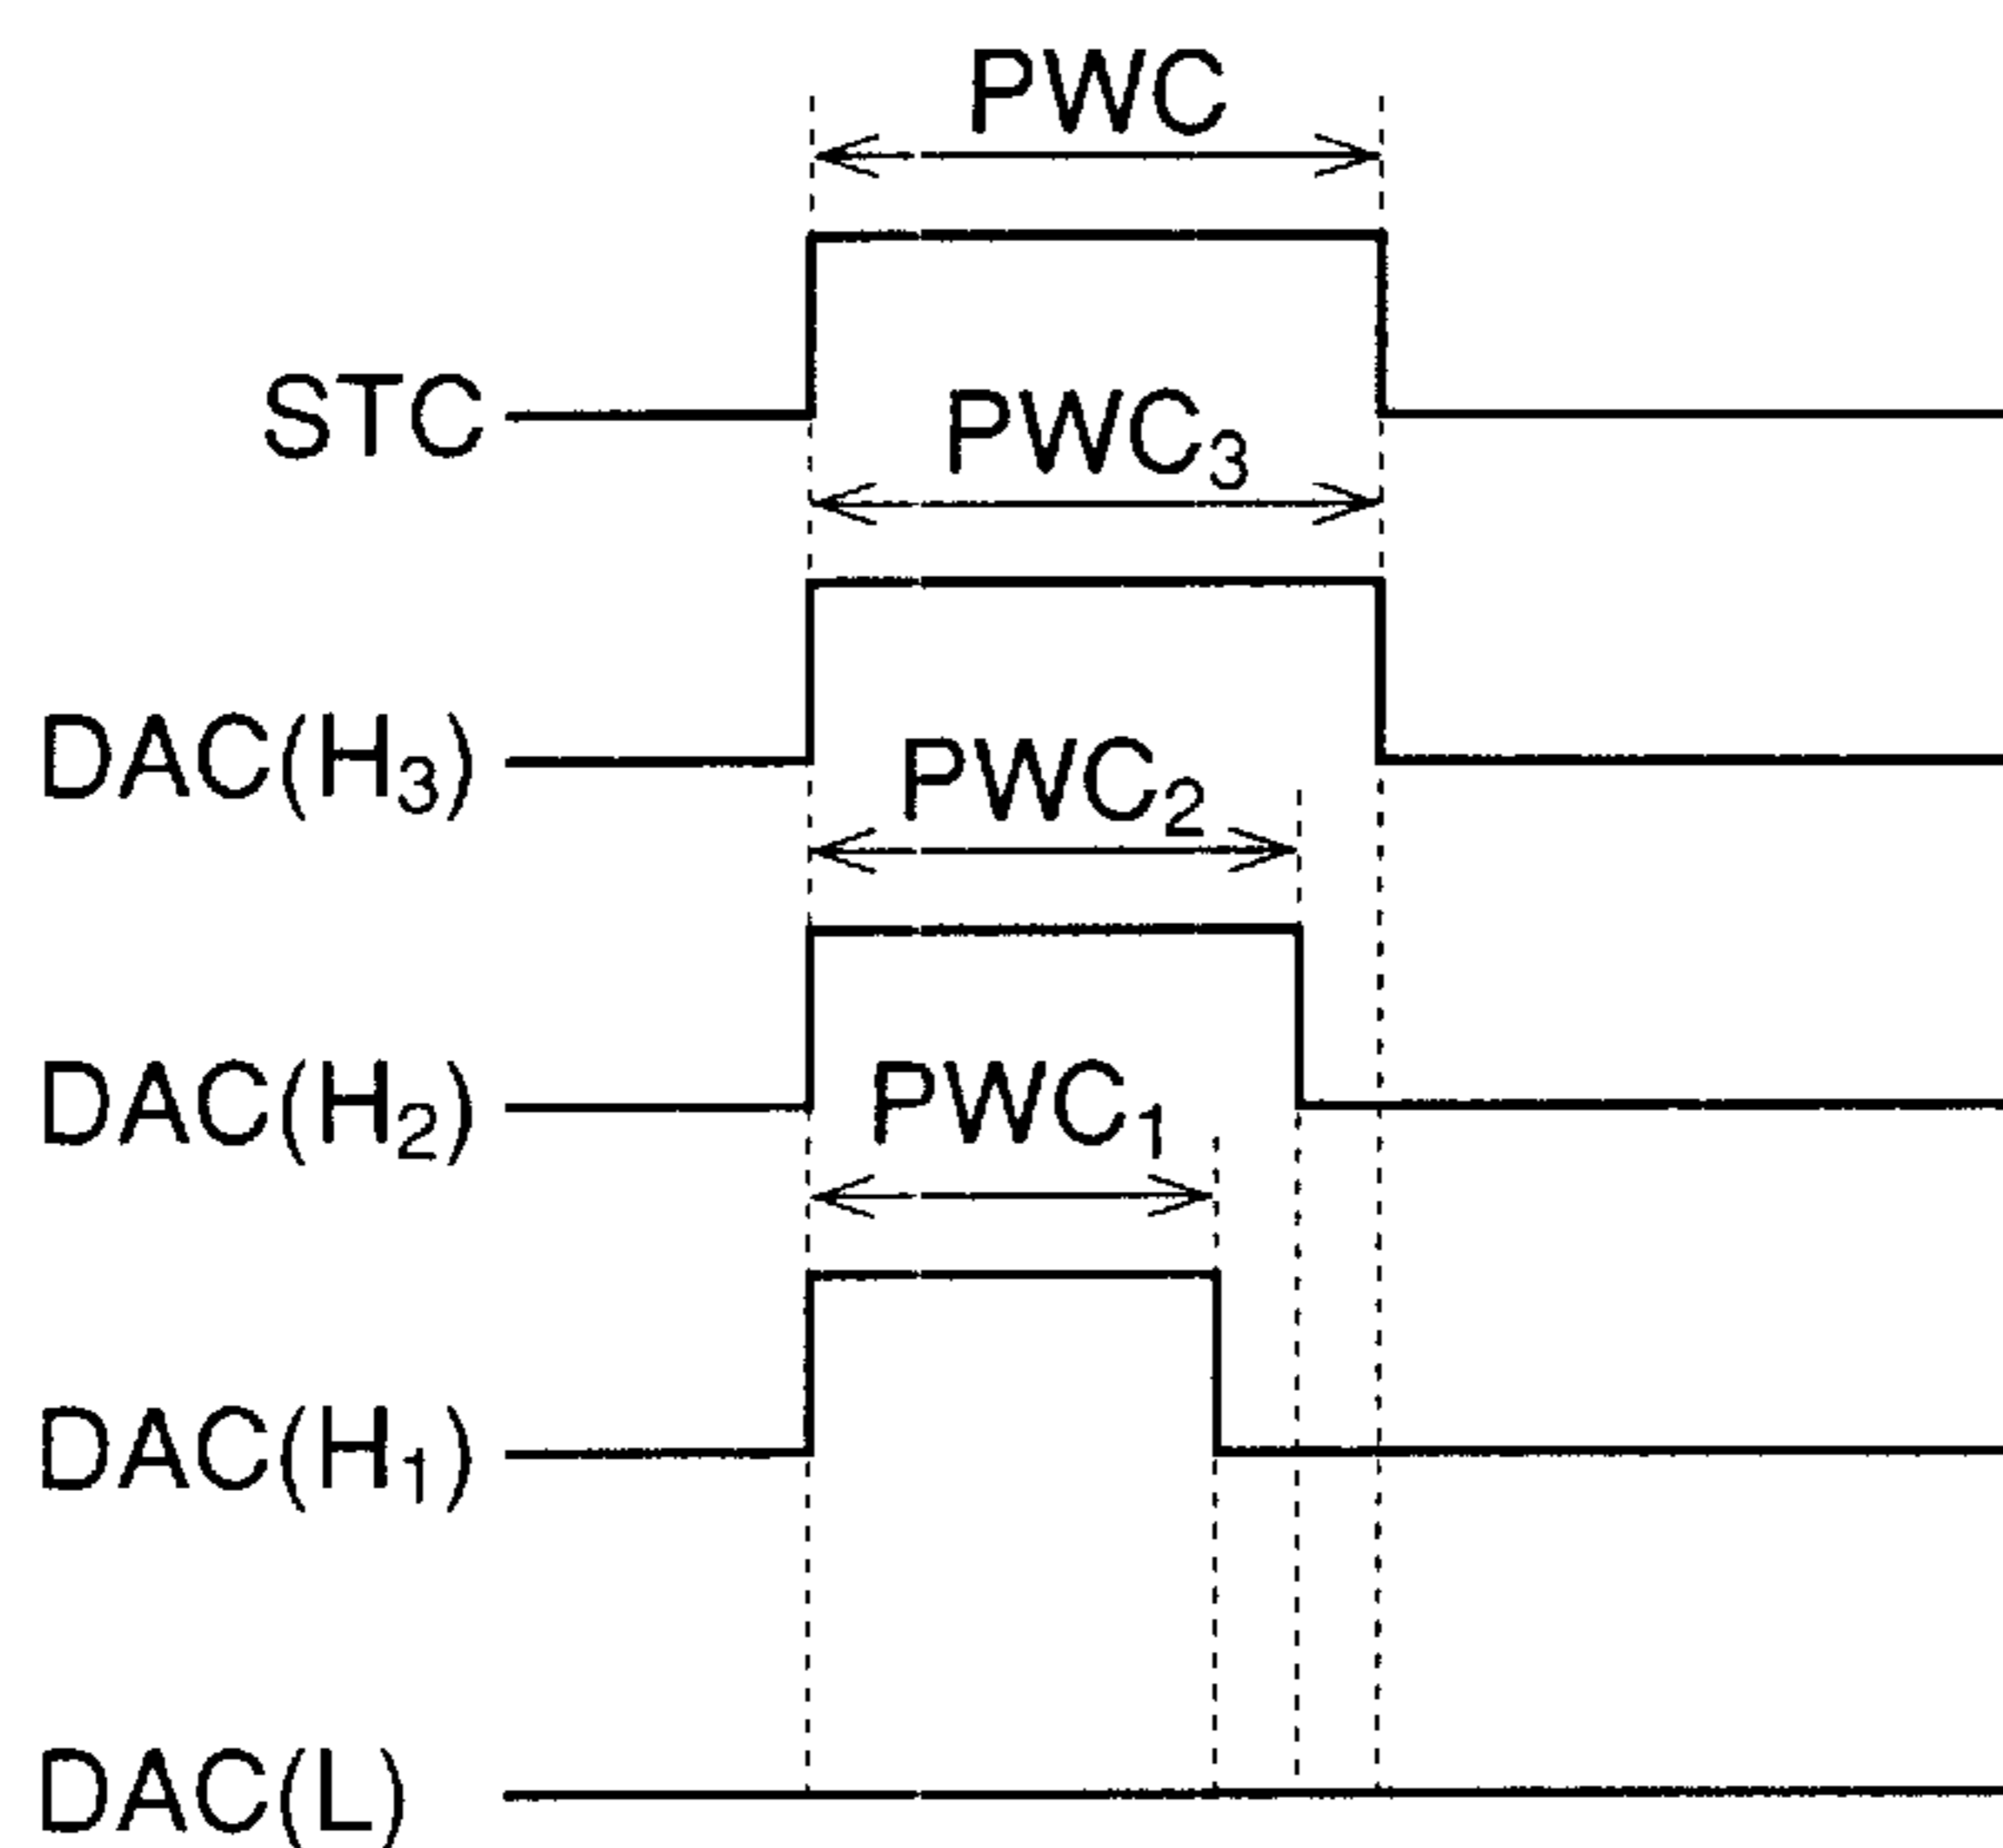 PWC
STC
PWC₃
DAC(H₃)
PWC₂
DAC(H₂)
PWC₁
DAC(H₁)
DAC(L)